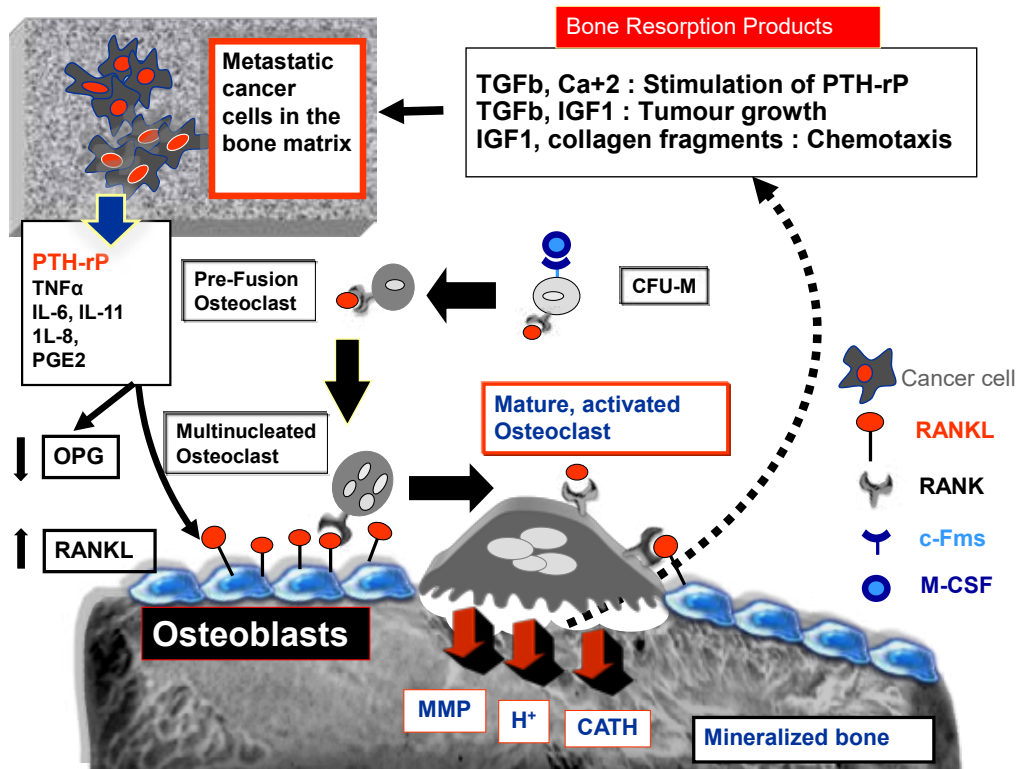 Bone Resorption Products
Metastatic
cancer
cells in the
bone matrix
TGFb, Ca+2 : Stimulation of PTH-rP
TGFb, IGF1 : Tumour growth
IGF1, collagen fragments : Chemotaxis
PTH-rP
TNFα
IL-6, IL-11
1L-8,
PGE2
Pre-Fusion
Osteoclast
CFU-M
OPG
RANKL
Multinucleated
Osteoclast
Mature, activated
Osteoclast
Cancer cell
RANKL
RANK
c-Fms
M-CSF
Osteoblasts
MMP
H⁺
CATH
Mineralized bone